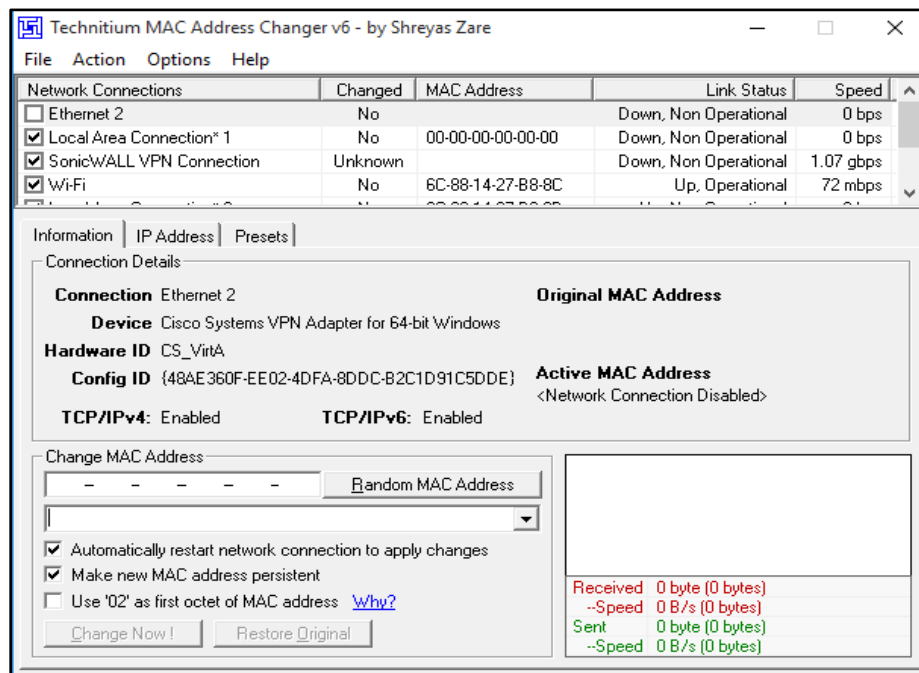 Technitium MAC Address Changer v6 - by Shreyas Zare
File Action Options Help
Network Connections Changed MAC Address Link Status Speed
Ethernet 2 No Down, Non Operational 0 bps
Local Area Connection* 1 No 00-00-00-00-00-00 Down, Non Operational 0 bps
SonicWALL VPN Connection Unknown Down, Non Operational 1.07 gbps
Wi-Fi No 6C-88-14-27-B8-8C Up, Operational 72 mbps
Information IP Address Presets
Connection Details
Connection Ethernet 2 Original MAC Address
Device Cisco Systems VPN Adapter for 64-bit Windows
Hardware ID CS_VirtA
Config ID {48AE360F-EE02-4DFA-8DDC-B2C1D91C5DDE} Active MAC Address
<Network Connection Disabled>
TCP/IPv4: Enabled TCP/IPv6: Enabled
Change MAC Address
- - - - - Random MAC Address
Automatically restart network connection to apply changes
Make new MAC address persistent
Use '02' as first octet of MAC address Why?
Change Now ! Restore Original
Received 0 byte (0 bytes)
--Speed 0 B/s (0 bytes)
Sent 0 byte (0 bytes)
--Speed 0 B/s (0 bytes)